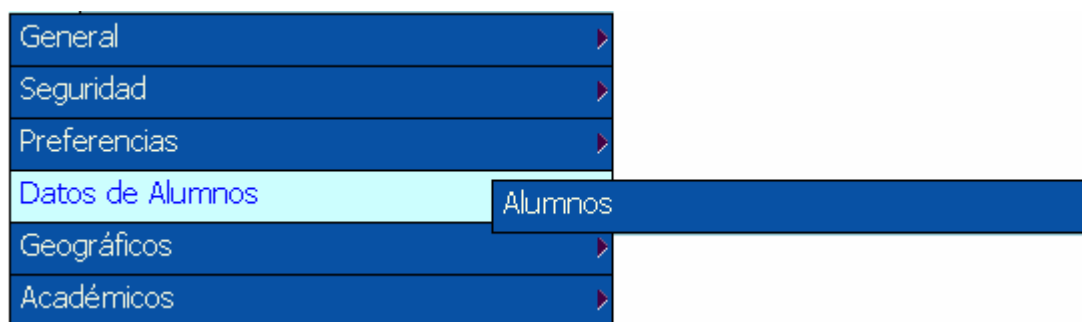 General
Seguridad
Preferencias
Datos de Alumnos
Alumnos
Geográficos
Académicos